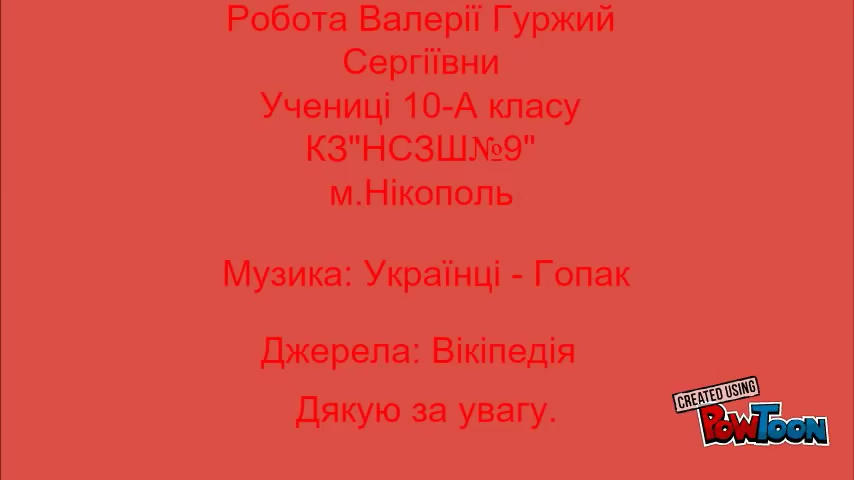 Робота Валерії Гуржий
Сергіївни
Учениці 10-А класу
КЗ"НСЗШ№9"
м.Нікополь
Музика: Українці - Гопак
Джерела: Вікіпедія
Дякую за увагу.
CREATED USING
POWTOON